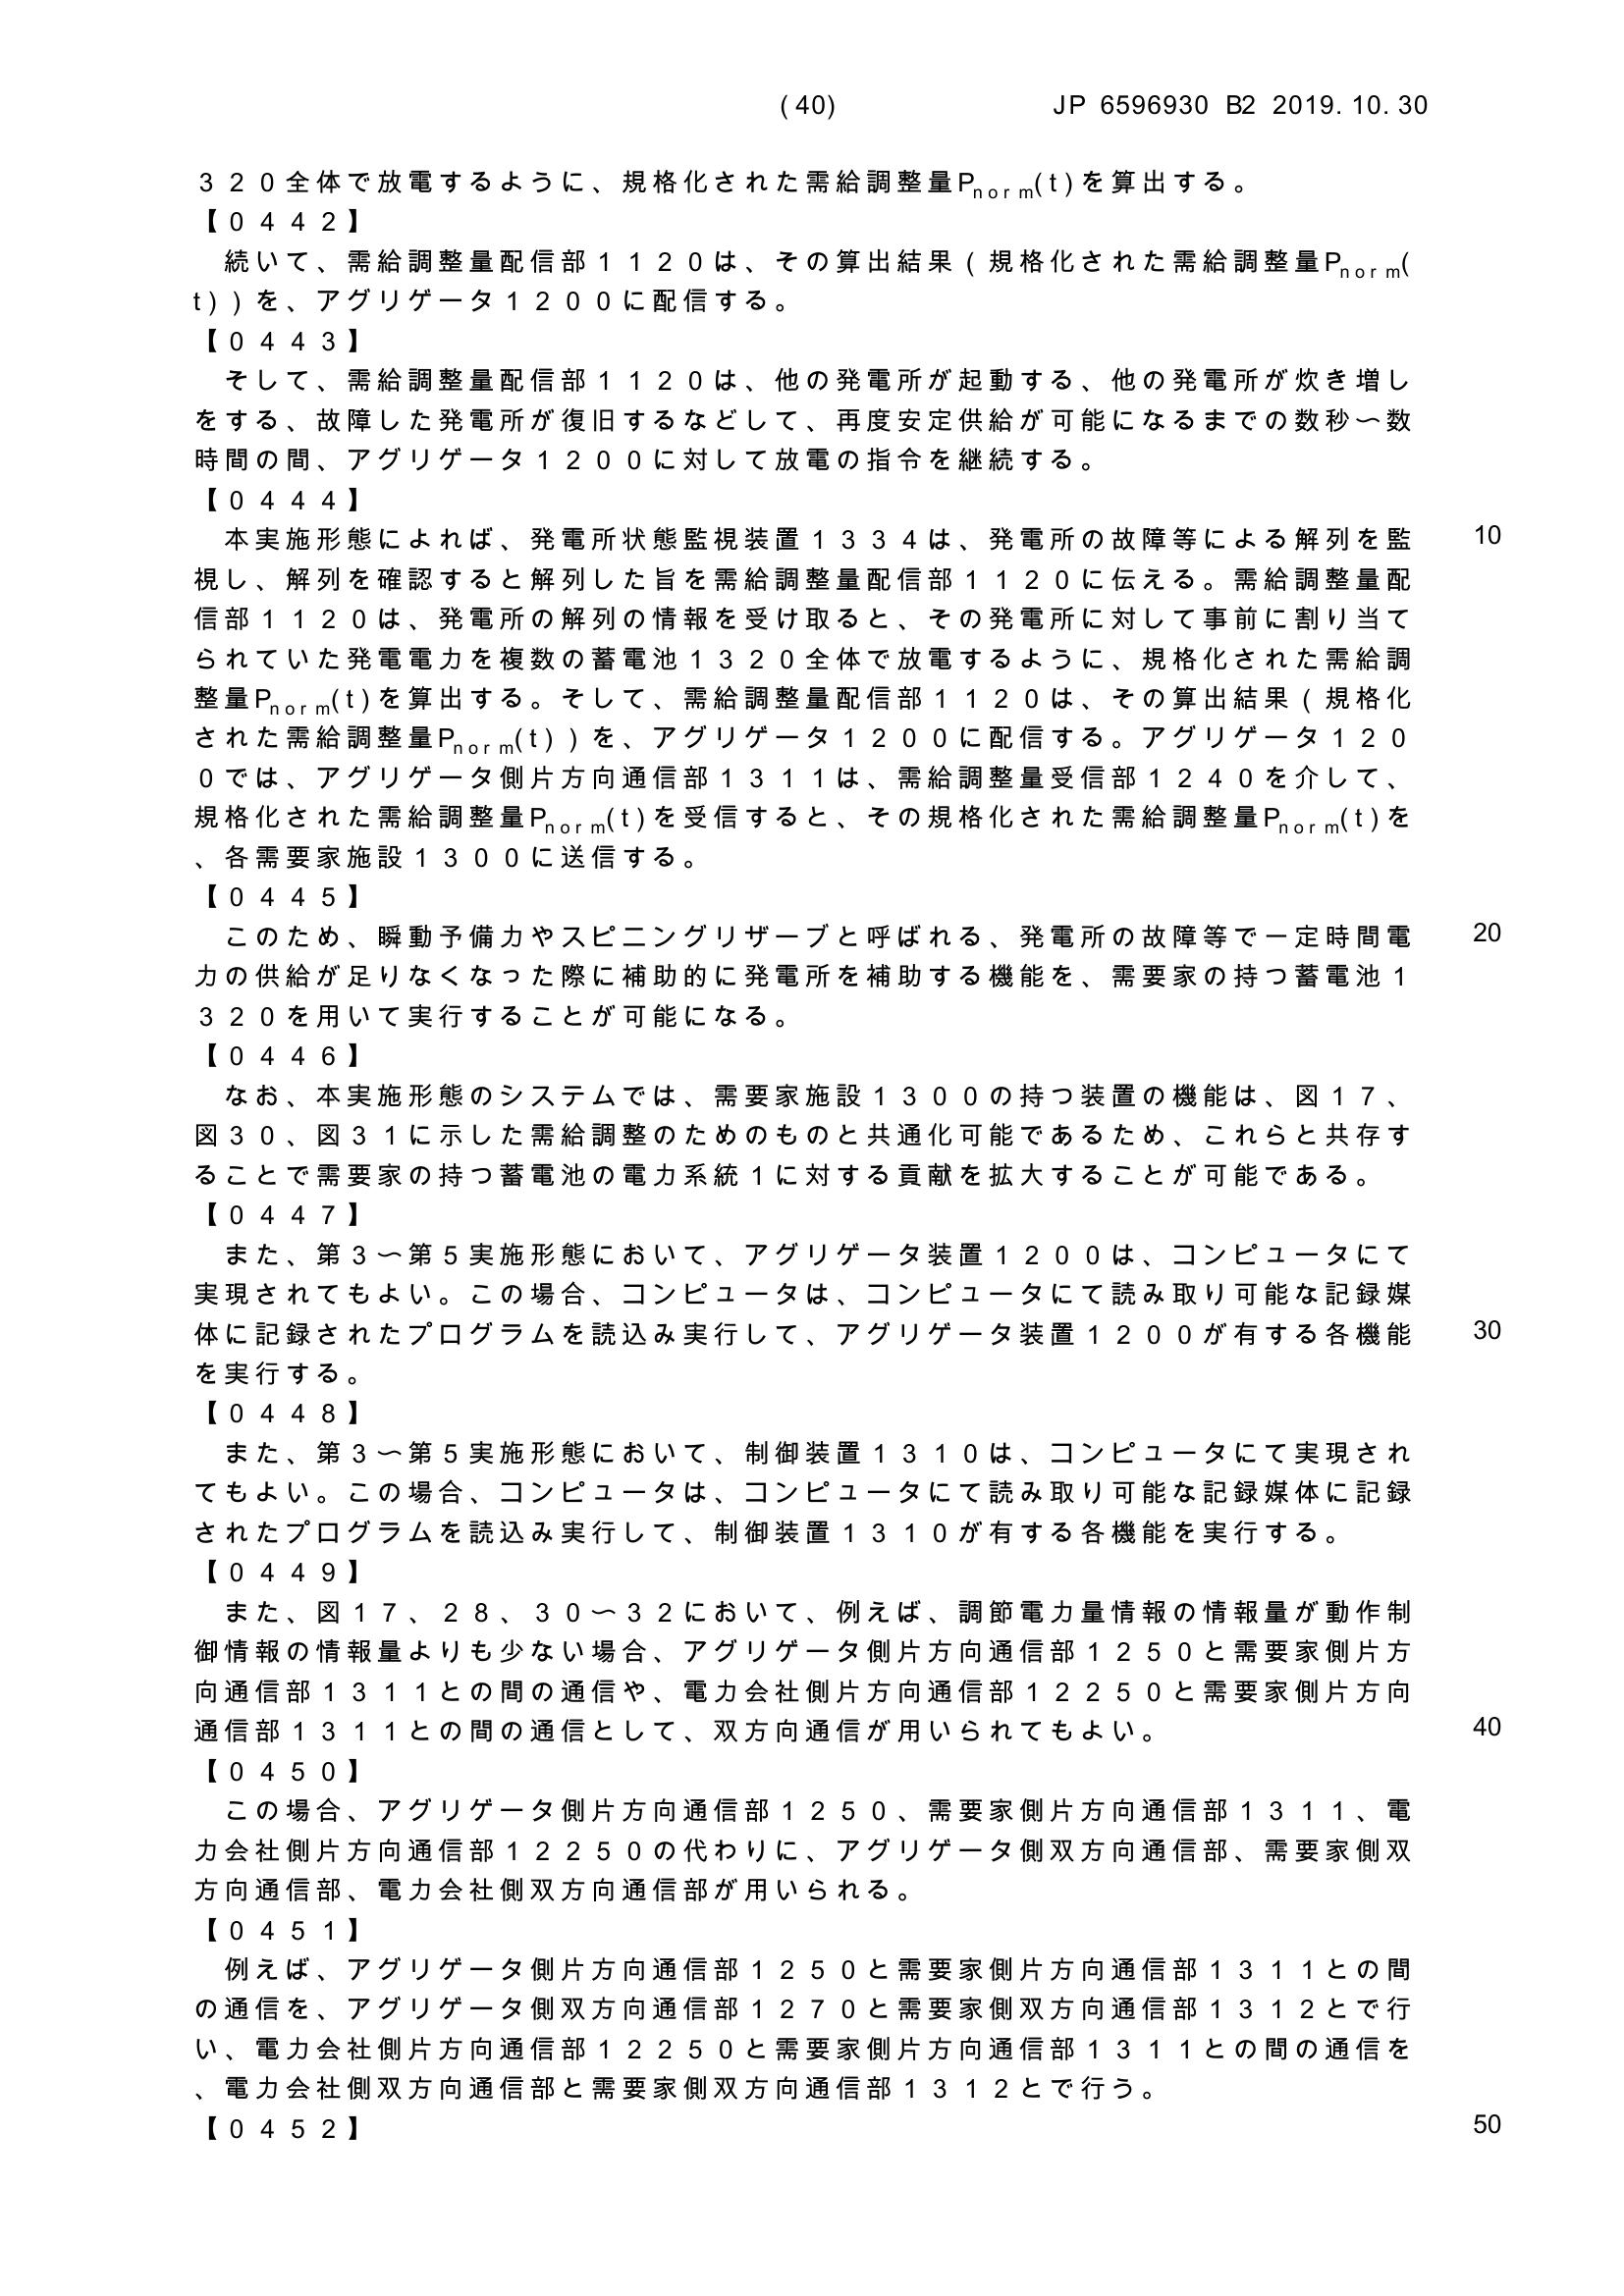 (40) JP 6596930 B2 2019.10.30
320全体で放電するように、規格化された需給調整量Pnorm(t)を算出する。
【0442】
続いて、需給調整量配信部1120は、その算出結果(規格化された需給調整量Pnorm(
t))を、アグリゲータ1200に配信する。
【0443】
そして、需給調整量配信部1120は、他の発電所が起動する、他の発電所が炊き増し
をする、故障した発電所が復旧するなどして、再度安定供給が可能になるまでの数秒～数
時間の間、アグリゲータ1200に対して放電の指令を継続する。
【0444】
本実施形態によれば、発電所状態監視装置1334は、発電所の故障等による解列を監 10
視し、解列を確認すると解列した旨を需給調整量配信部1120に伝える。需給調整量配
信部1120は、発電所の解列の情報を受け取ると、その発電所に対して事前に割り当て
られていた発電電力を複数の蓄電池1320全体で放電するように、規格化された需給調
整量Pnorm(t)を算出する。そして、需給調整量配信部1120は、その算出結果(規格化
された需給調整量Pnorm(t))を、アグリゲータ1200に配信する。アグリゲータ120
0では、アグリゲータ側片方向通信部1311は、需給調整量受信部1240を介して、
規格化された需給調整量Pnorm(t)を受信すると、その規格化された需給調整量Pnorm(t)を
、各需要家施設1300に送信する。
【0445】
このため、瞬動予備力やスピニングリザーブと呼ばれる、発電所の故障等で一定時間電 20
力の供給が足りなくなった際に補助的に発電所を補助する機能を、需要家の持つ蓄電池1
320を用いて実行することが可能になる。
【0446】
なお、本実施形態のシステムでは、需要家施設1300の持つ装置の機能は、図17、
図30、図31に示した需給調整のためのものと共通化可能であるため、これらと共存す
ることで需要家の持つ蓄電池の電力系統1に対する貢献を拡大することが可能である。
【0447】
また、第3～第5実施形態において、アグリゲータ装置1200は、コンピュータにて
実現されてもよい。この場合、コンピュータは、コンピュータにて読み取り可能な記録媒
体に記録されたプログラムを読込み実行して、アグリゲータ装置1200が有する各機能 30
を実行する。
【0448】
また、第3～第5実施形態において、制御装置1310は、コンピュータにて実現され
てもよい。この場合、コンピュータは、コンピュータにて読み取り可能な記録媒体に記録
されたプログラムを読込み実行して、制御装置1310が有する各機能を実行する。
【0449】
また、図17、28、30～32において、例えば、調節電力量情報の情報量が動作制
御情報の情報量よりも少ない場合、アグリゲータ側片方向通信部1250と需要家側片方
向通信部1311との間の通信や、電力会社側片方向通信部12250と需要家側片方向
通信部1311との間の通信として、双方向通信が用いられてもよい。 40
【0450】
この場合、アグリゲータ側片方向通信部1250、需要家側片方向通信部1311、電
力会社側片方向通信部12250の代わりに、アグリゲータ側双方向通信部、需要家側双
方向通信部、電力会社側双方向通信部が用いられる。
【0451】
例えば、アグリゲータ側片方向通信部1250と需要家側片方向通信部1311との間
の通信を、アグリゲータ側双方向通信部1270と需要家側双方向通信部1312とで行
い、電力会社側片方向通信部12250と需要家側片方向通信部1311との間の通信を
、電力会社側双方向通信部と需要家側双方向通信部1312とで行う。
【0452】 50